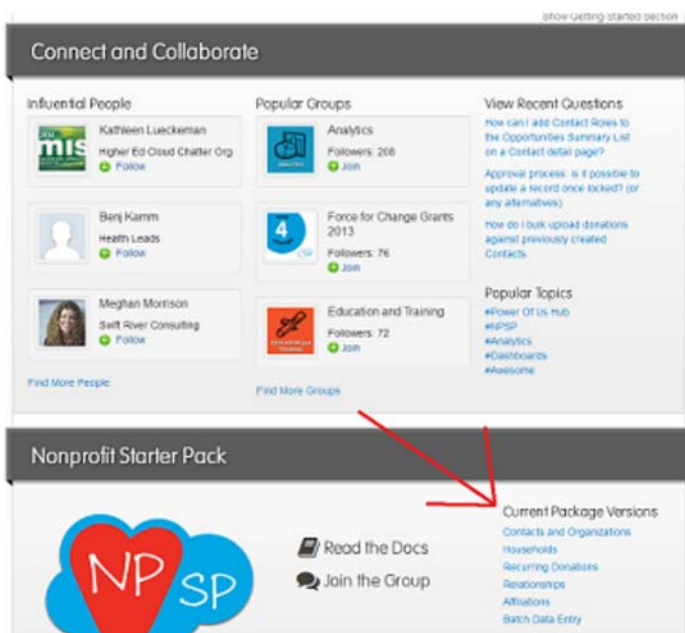 Show Getting Started Section
Connect and Collaborate
Influential People
Kathleen Lueckeman
Higher Ed Cloud Chatter Org
Follow
Benj Kamm
Health Leads
Follow
Meghan Morrison
Swift River Consulting
Follow
Find More People
Popular Groups
Analytics
Followers: 208
Join
4
Force for Change Grants
2013
Followers: 76
Join
Education and Training
Followers: 72
Join
Find More Groups
View Recent Questions
How can I add Contact Roles to
the Opportunities Summary List
on a Contact detail page?
Approval process: is it possible to
update a record once locked? (or
any alternatives)
How do I bulk upload donations
against previously created
Contacts.
Popular Topics
#Power Of Us Hub
#NPSP
#Analytics
#Dashboards
#Awesome
Nonprofit Starter Pack
NP
SP
Read the Docs
Join the Group
Current Package Versions
Contacts and Organizations
Households
Recurring Donations
Relationships
Affiliations
Batch Data Entry